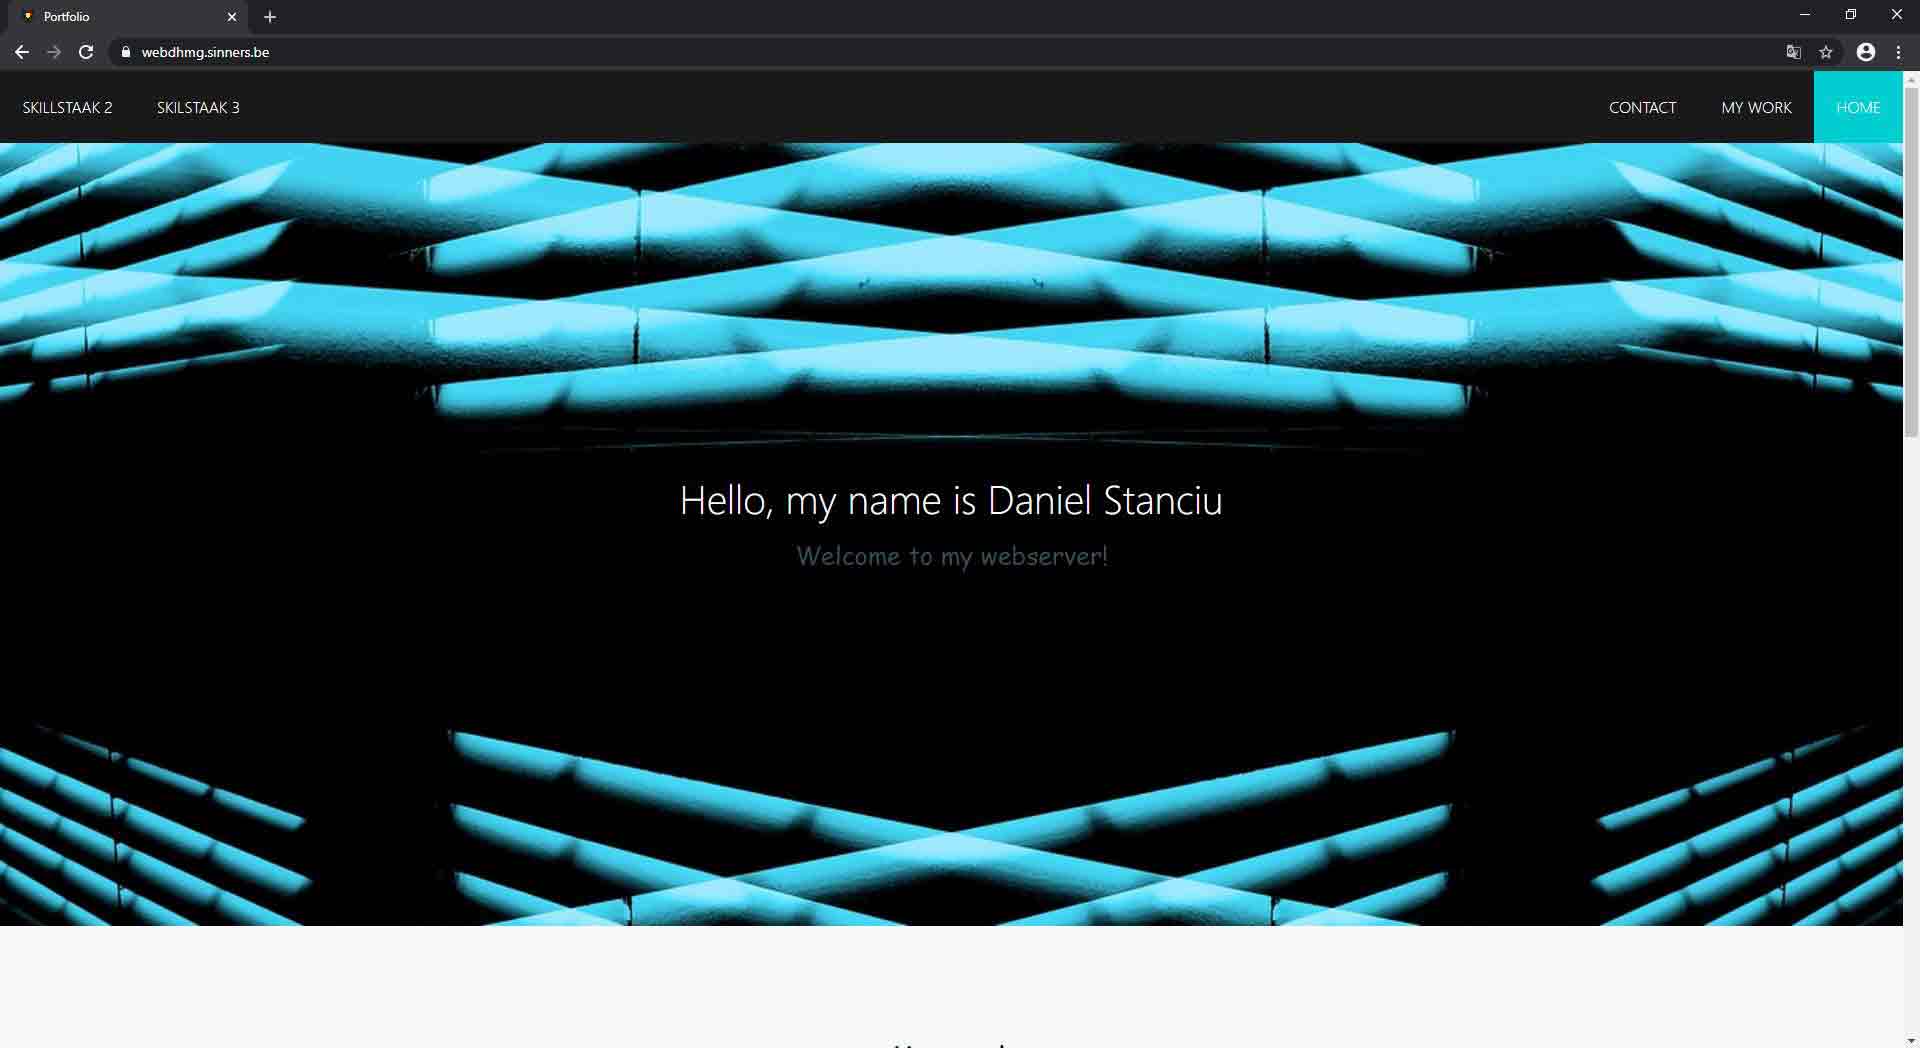 Portfolio
webdhmg.sinners.be
SKILLSTAAK 2 SKILSTAAK 3 CONTACT MY WORK HOME
Hello, my name is Daniel Stanciu
Welcome to my webserver!